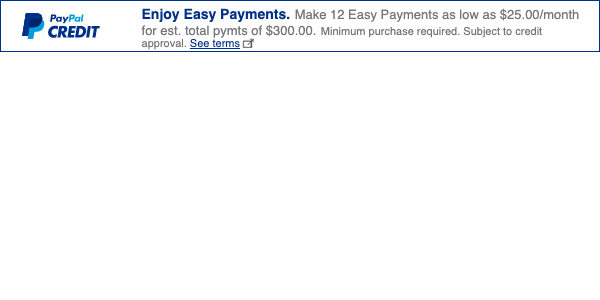 PayPal
CREDIT
Enjoy Easy Payments. Make 12 Easy Payments as low as $25.00/month
for est. total pymts of $300.00. Minimum purchase required. Subject to credit
approval. See terms